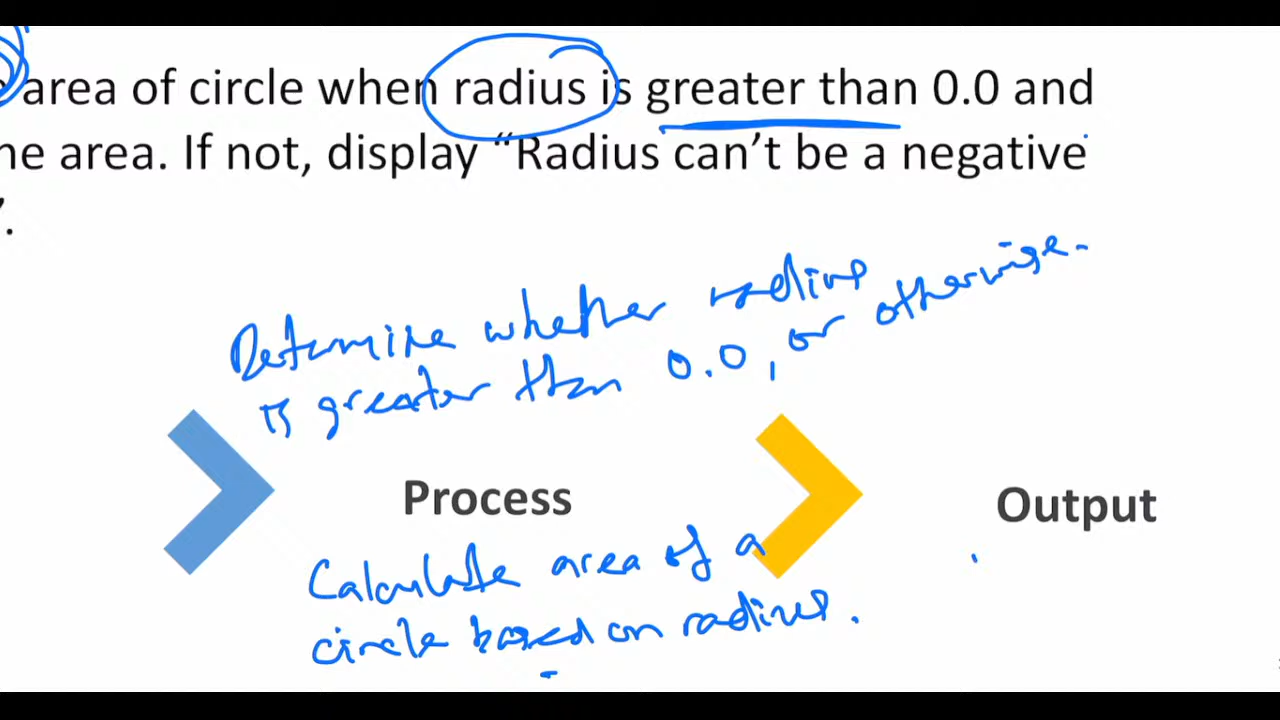 area of circle when radius is greater than 0.0 and
he area. If not, display “Radius can’t be a negative
”.
Determine whether radius
is greater than 0.0, or otherwise.
Process
Output
Calculate area of a
circle based on radius.